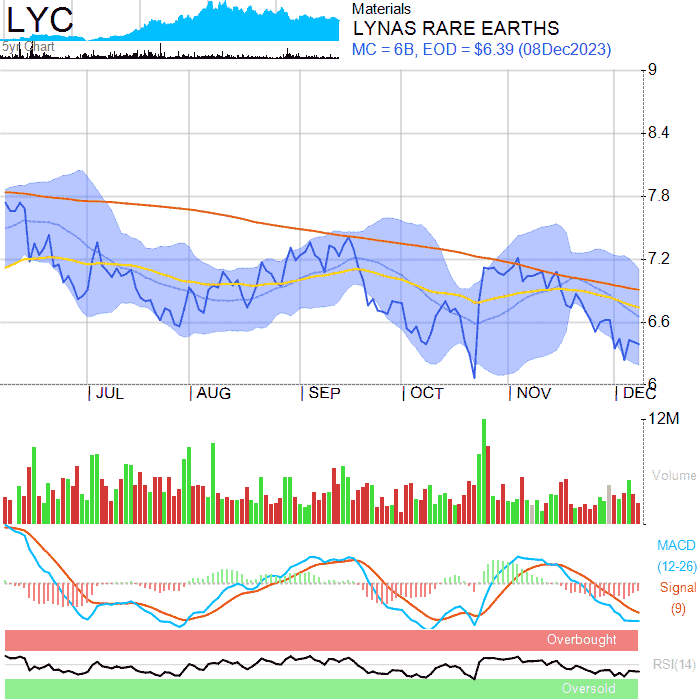 LYC
5yr Chart
Materials
LYNAS RARE EARTHS
MC = 6B, EOD = $6.39 (08Dec2023)
9
8.4
7.8
7.2
6.6
6
JUL AUG SEP OCT NOV DEC
12M
Volume
MACD
(12-26)
Signal
(9)
Overbought
RSI(14)
Oversold